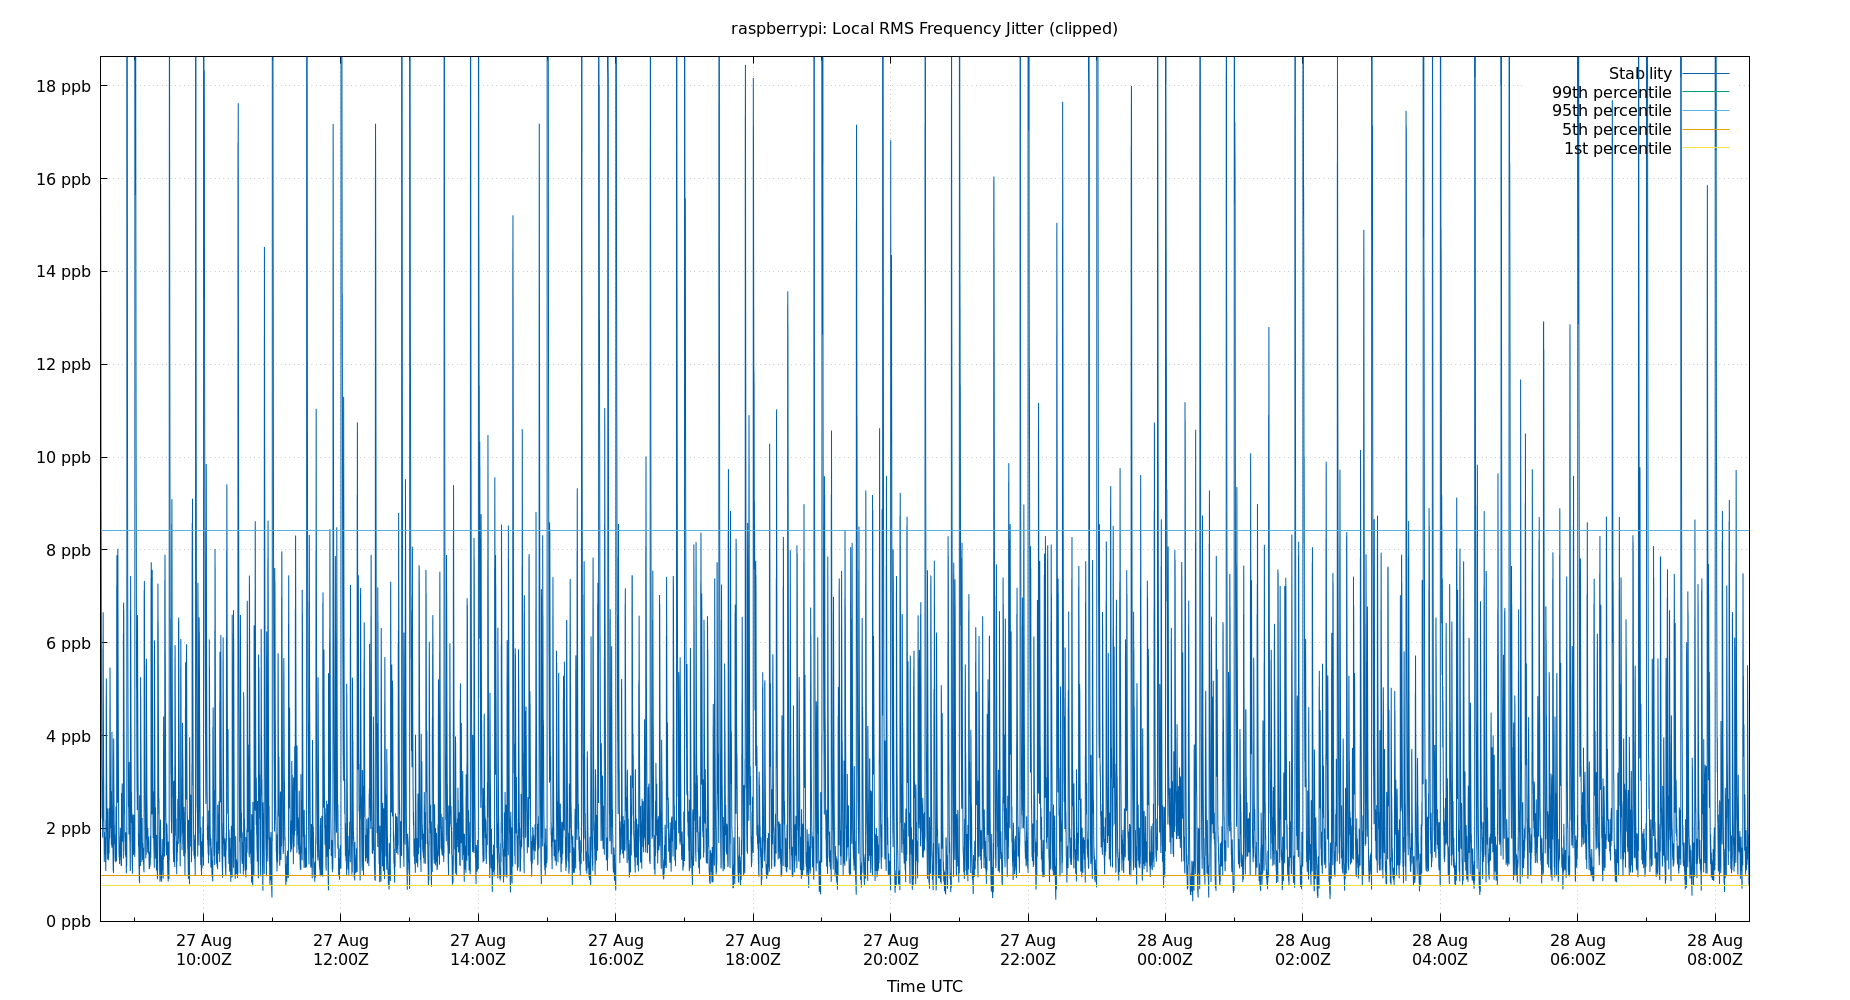 raspberrypi: Local RMS Frequency Jitter (clipped)
18 ppb
16 ppb
14 ppb
12 ppb
10 ppb
8 ppb
6 ppb
4 ppb
2 ppb
0 ppb
Stability
99th percentile
95th percentile
5th percentile
1st percentile
27 Aug 27 Aug 27 Aug 27 Aug 27 Aug 27 Aug 27 Aug 28 Aug 28 Aug 28 Aug 28 Aug 28 Aug
10:00Z 12:00Z 14:00Z 16:00Z 18:00Z 20:00Z 22:00Z 00:00Z 02:00Z 04:00Z 06:00Z 08:00Z
Time UTC